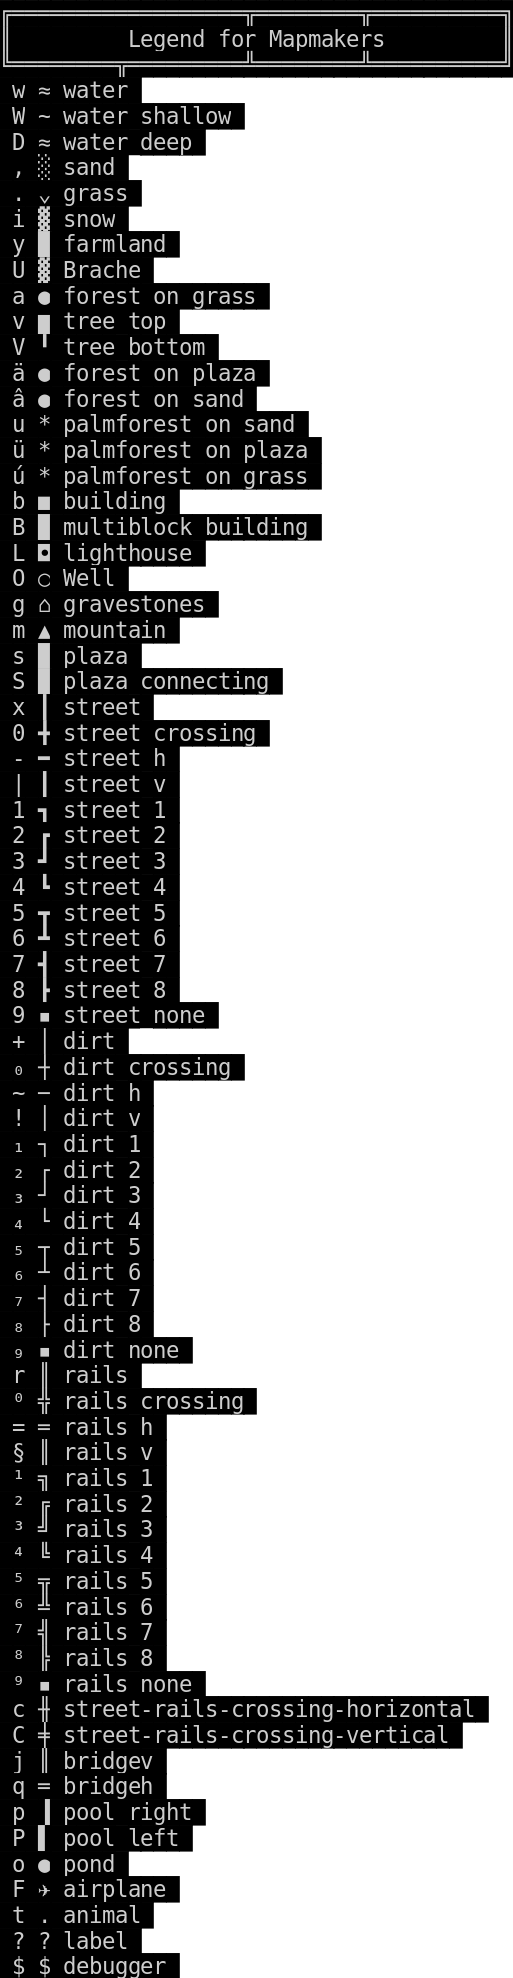 Legend for Mapmakers
w ≈ water
W ~ water shallow
D ≈ water deep
, ░ sand
. ⌄ grass
i ▓ snow
y █ farmland
U ▓ Brache
a ● forest on grass
v ▅ tree top
V ╹ tree bottom
ä ● forest on plaza
â ● forest on sand
u * palmforest on sand
ü * palmforest on plaza
ú * palmforest on grass
b ■ building
B █ multiblock building
L ◘ lighthouse
O ○ Well
g ⌂ gravestones
m ▲ mountain
s █ plaza
S █ plaza connecting
x ┃ street
0 ╋ street crossing
- ━ street h
| ┃ street v
1 ┓ street 1
2 ┏ street 2
3 ┛ street 3
4 ┗ street 4
5 ┳ street 5
6 ┻ street 6
7 ┫ street 7
8 ┣ street 8
9 ▪ street none
+ │ dirt
₀ ┼ dirt crossing
~ ─ dirt h
! │ dirt v
₁ ┐ dirt 1
₂ ┌ dirt 2
₃ ┘ dirt 3
₄ └ dirt 4
₅ ┬ dirt 5
₆ ┴ dirt 6
₇ ┤ dirt 7
₈ ├ dirt 8
₉ ▪ dirt none
r ║ rails
⁰ ╬ rails crossing
= ═ rails h
§ ║ rails v
¹ ╗ rails 1
² ╔ rails 2
³ ╝ rails 3
⁴ ╚ rails 4
⁵ ╦ rails 5
⁶ ╩ rails 6
⁷ ╣ rails 7
⁸ ╠ rails 8
⁹ ▪ rails none
c ╫ street-rails-crossing-horizontal
C ╪ street-rails-crossing-vertical
j ║ bridgev
q ═ bridgeh
p ▐ pool right
P ▌ pool left
o ● pond
F ✈ airplane
t . animal
? ? label
$ $ debugger